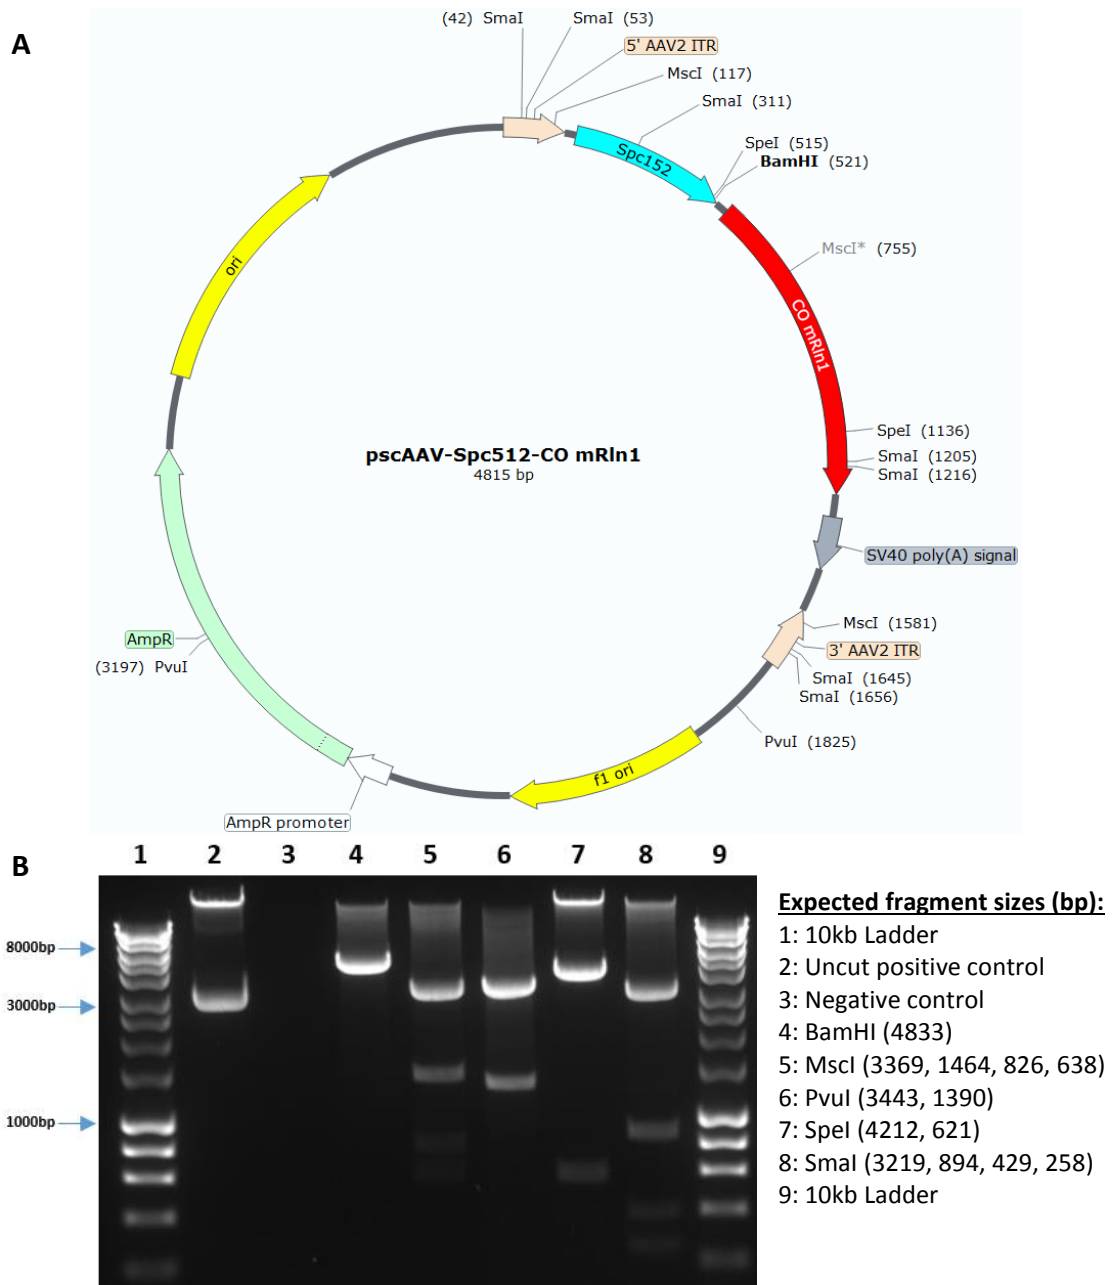 A
(42) SmaI
SmaI (53)
5' AAV2 ITR
MscI (117)
SmaI (311)
Spc152
SpeI (515)
BamHI (521)
MscI* (755)
CO mRln1
ori
SpeI (1136)
SmaI (1205)
SmaI (1216)
pscAAV-Spc512-CO mRln1
4815 bp
SV40 poly(A) signal
MscI (1581)
3' AAV2 ITR
SmaI (1645)
SmaI (1656)
AmpR
(3197) PvuI
PvuI (1825)
f1 ori
AmpR promoter
B
1 2 3 4 5 6 7 8 9
8000bp
3000bp
1000bp
Expected fragment sizes (bp):
1: 10kb Ladder
2: Uncut positive control
3: Negative control
4: BamHI (4833)
5: MscI (3369, 1464, 826, 638)
6: PvuI (3443, 1390)
7: SpeI (4212, 621)
8: SmaI (3219, 894, 429, 258)
9: 10kb Ladder